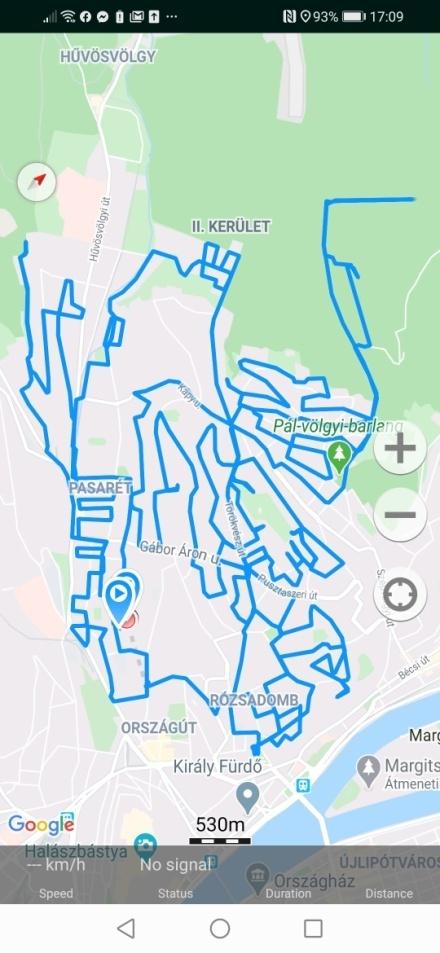 93% 17:09
HŰVÖSVÖLGY
Hűvösvölgyi út
II. KERÜLET
Kapy u.
Pál-völgyi-barlang
PASARÉT
Törökvész út
Gábor Áron u.
Pusztaszeri út
Bécsi út
RÓZSADOMB
ORSZÁGÚT
Király Fürdő
Margits
Átmeneti
530m
Google
Halászbástya
--- km/h
No signal
ÚJLIPÓTVÁROS
Országház
Speed
Status
Duration
Distance